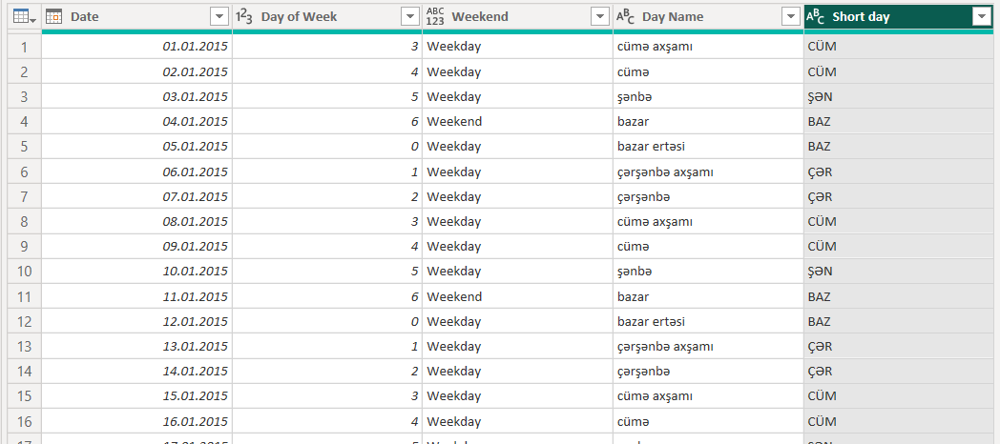 Date 1²3 Day of Week ABC 123 Weekend ABC Day Name ABC Short day
1 01.01.2015 3 Weekday cümə axşamı CÜM
2 02.01.2015 4 Weekday cümə CÜM
3 03.01.2015 5 Weekday şənbə ŞƏN
4 04.01.2015 6 Weekend bazar BAZ
5 05.01.2015 0 Weekday bazar ertəsi BAZ
6 06.01.2015 1 Weekday çərşənbə axşamı ÇƏR
7 07.01.2015 2 Weekday çərşənbə ÇƏR
8 08.01.2015 3 Weekday cümə axşamı CÜM
9 09.01.2015 4 Weekday cümə CÜM
10 10.01.2015 5 Weekday şənbə ŞƏN
11 11.01.2015 6 Weekend bazar BAZ
12 12.01.2015 0 Weekday bazar ertəsi BAZ
13 13.01.2015 1 Weekday çərşənbə axşamı ÇƏR
14 14.01.2015 2 Weekday çərşənbə ÇƏR
15 15.01.2015 3 Weekday cümə axşamı CÜM
16 16.01.2015 4 Weekday cümə CÜM